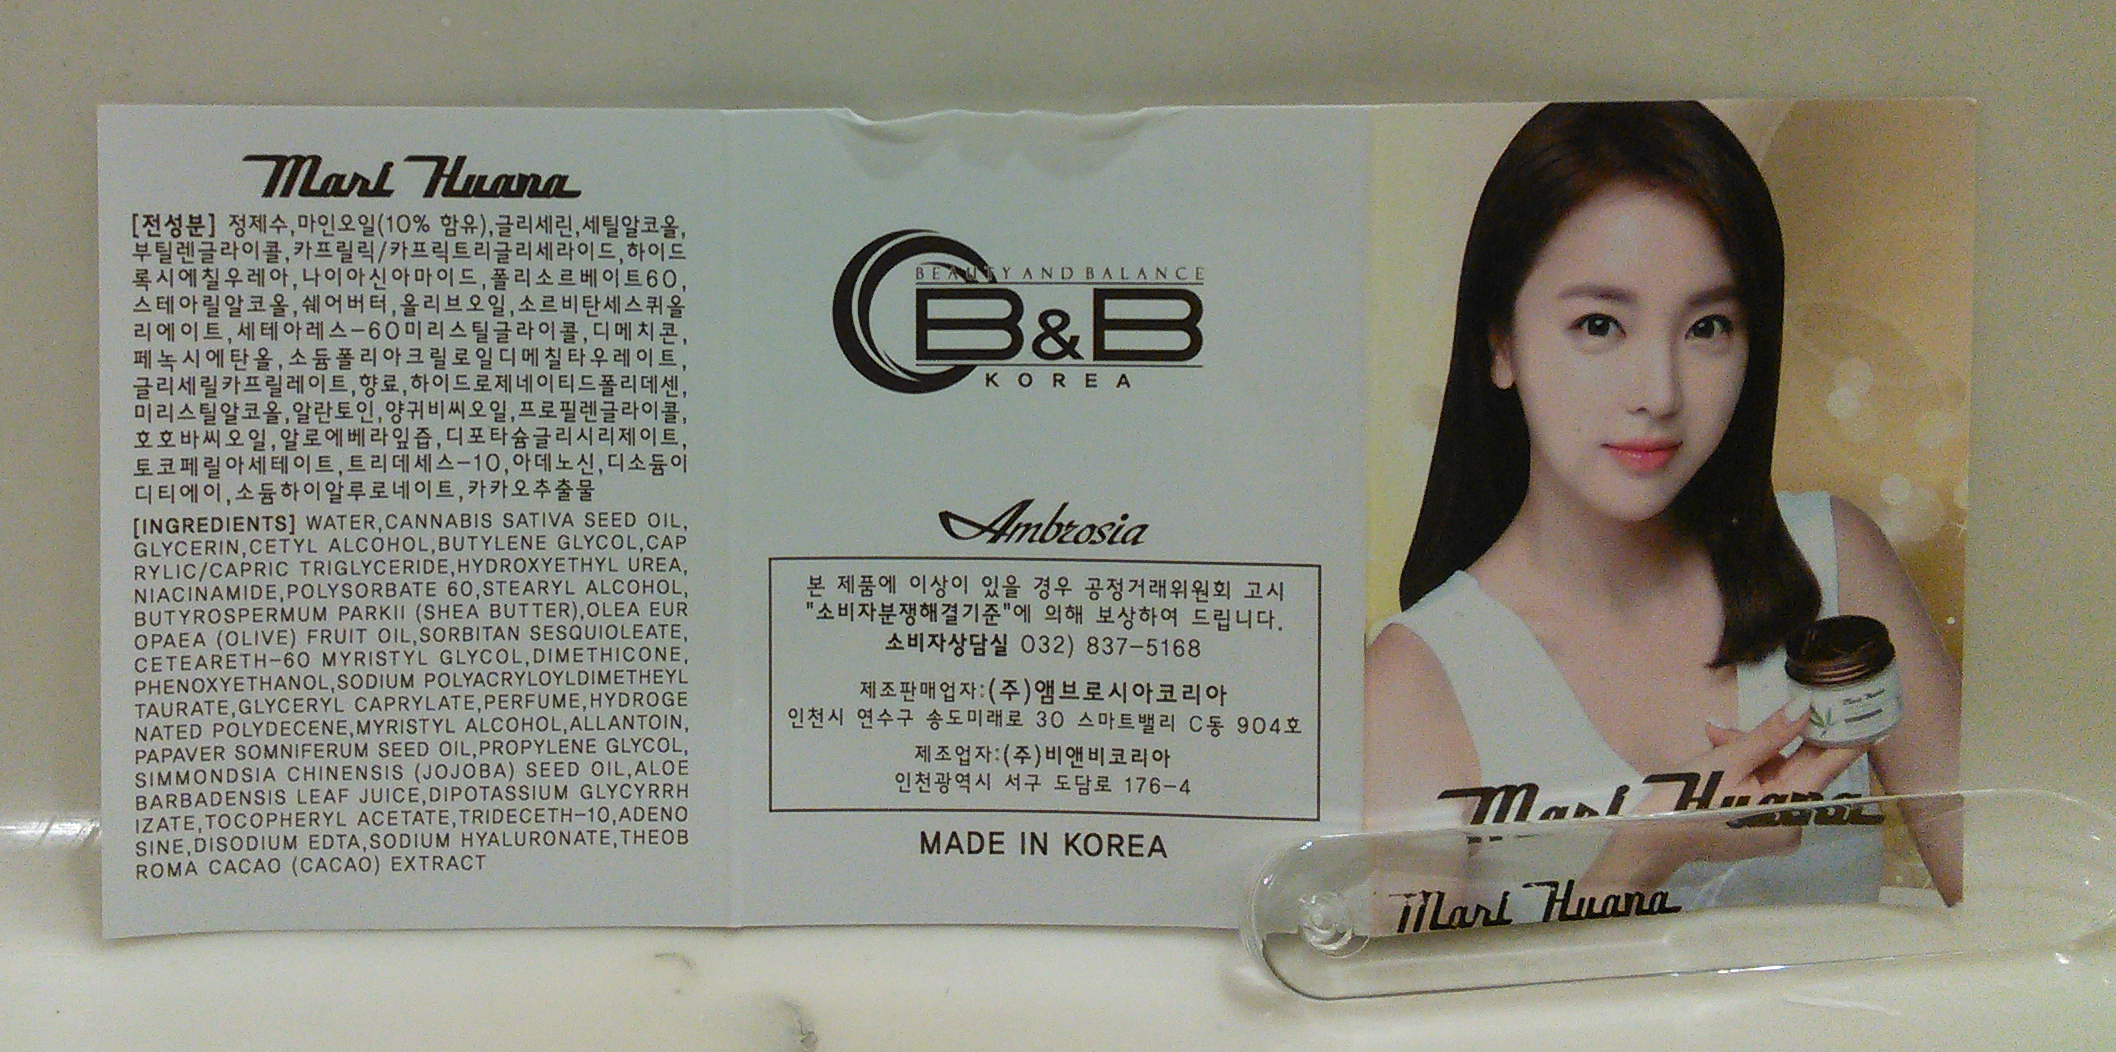 Mari Huana
[전성분] 정제수,마인오일(10% 함유),글리세린,세틸알코올,
부틸렌글라이콜,카프릴릭/카프릭트리글리세라이드,하이드
록시에칠우레아,나이아신아마이드,폴리소르베이트60,
스테아릴알코올,쉐어버터,올리브오일,소르비탄세스퀴올
리에이트,세테아레스-60미리스틸글라이콜,디메치콘,
페녹시에탄올,소듐폴리아크릴로일디메칠타우레이트,
글리세릴카프릴레이트,향료,하이드로제네이티드폴리데센,
미리스틸알코올,알란토인,양귀비씨오일,프로필렌글라이콜,
호호바씨오일,알로에베라잎즙,디포타슘글리시리제이트,
토코페릴아세테이트,트리데세스-10,아데노신,디소듐이
디티에이,소듐하이알루로네이트,카카오추출물
[INGREDIENTS] WATER,CANNABIS SATIVA SEED OIL,
GLYCERIN,CETYL ALCOHOL,BUTYLENE GLYCOL,CAP
RYLIC/CAPRIC TRIGLYCERIDE,HYDROXYETHYL UREA,
NIACINAMIDE,POLYSORBATE 60,STEARYL ALCOHOL,
BUTYROSPERMUM PARKII (SHEA BUTTER),OLEA EUR
OPAEA (OLIVE) FRUIT OIL,SORBITAN SESQUIOLEATE,
CETEARETH-60 MYRISTYL GLYCOL,DIMETHICONE,
PHENOXYETHANOL,SODIUM POLYACRYLOYLDIMETHEYL
TAURATE,GLYCERYL CAPRYLATE,PERFUME,HYDROGE
NATED POLYDECENE,MYRISTYL ALCOHOL,ALLANTOIN,
PAPAVER SOMNIFERUM SEED OIL,PROPYLENE GLYCOL,
SIMMONDSIA CHINENSIS (JOJOBA) SEED OIL,ALOE
BARBADENSIS LEAF JUICE,DIPOTASSIUM GLYCYRRH
IZATE,TOCOPHERYL ACETATE,TRIDECETH-10,ADENO
SINE,DISODIUM EDTA,SODIUM HYALURONATE,THEOB
ROMA CACAO (CACAO) EXTRACT
BEAUTY AND BALANCE
B&B
KOREA
Ambrosia
본 제품에 이상이 있을 경우 공정거래위원회 고시
"소비자분쟁해결기준"에 의해 보상하여 드립니다.
소비자상담실 032) 837-5168
제조판매업자:(주)앰브로시아코리아
인천시 연수구 송도미래로 30 스마트밸리 C동 904호
제조업자:(주)비앤비코리아
인천광역시 서구 도담로 176-4
MADE IN KOREA
Mari Huana
Mari Huana